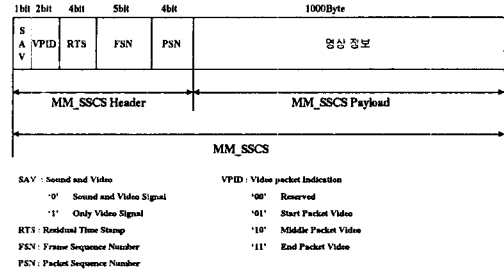 1bit 2bit 4bit 5bit 4bit 1000Byte
SAV VPID RTS FSN PSN 영상 정보
MM_SSCS Header MM_SSCS Payload
MM_SSCS
SAV : Sound and Video VPID : Video packet Indication
'0' Sound and Video Signal '00' Reserved
'1' Only Video Signal '01' Start Packet Video
RTS : Residual Time Stamp '10' Middle Packet Video
FSN : Frame Sequence Number '11' End Packet Video
PSN : Packet Sequence Number